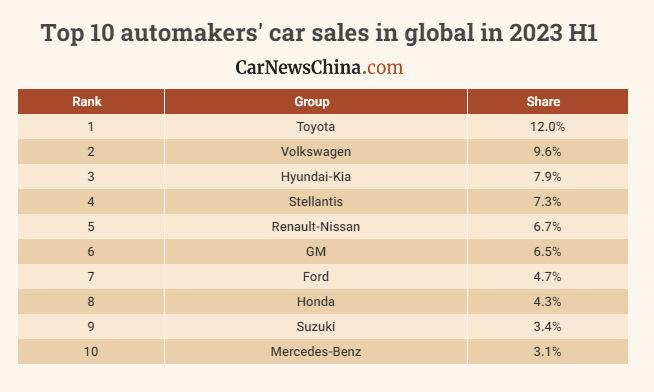 Top 10 automakers' car sales in global in 2023 H1
CarNewsChina.com
Rank Group Share
1 Toyota 12.0%
2 Volkswagen 9.6%
3 Hyundai-Kia 7.9%
4 Stellantis 7.3%
5 Renault-Nissan 6.7%
6 GM 6.5%
7 Ford 4.7%
8 Honda 4.3%
9 Suzuki 3.4%
10 Mercedes-Benz 3.1%